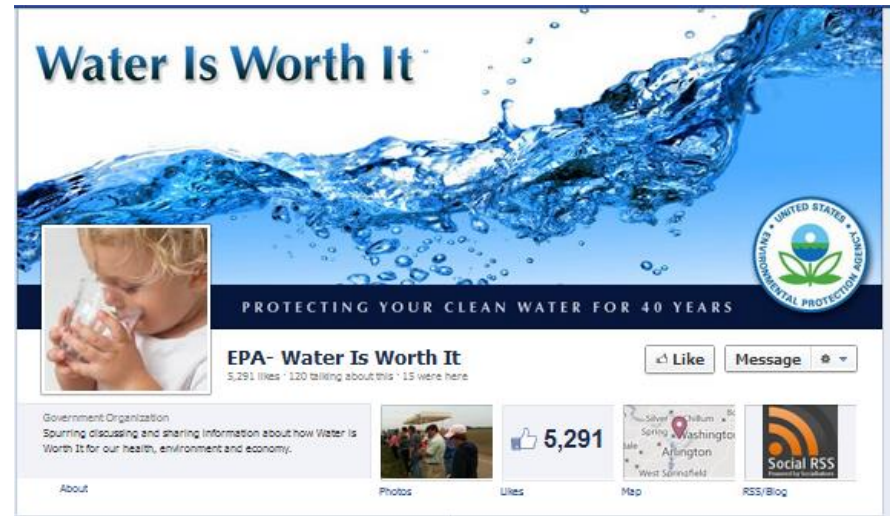 Water Is Worth It
UNITED STATES
ENVIRONMENTAL PROTECTION AGENCY
PROTECTING YOUR CLEAN WATER FOR 40 YEARS
EPA- Water Is Worth It
5,291 likes · 120 talking about this · 15 were here
Like
Message
Government Organization
Spurring discussing and sharing information about how Water Is
Worth It for our health, environment and economy.
About
Photos
5,291
Likes
Silver
Chillum
Spring
Washington
Arlington
West Springfield
Map
Social RSS
RSS/Blog